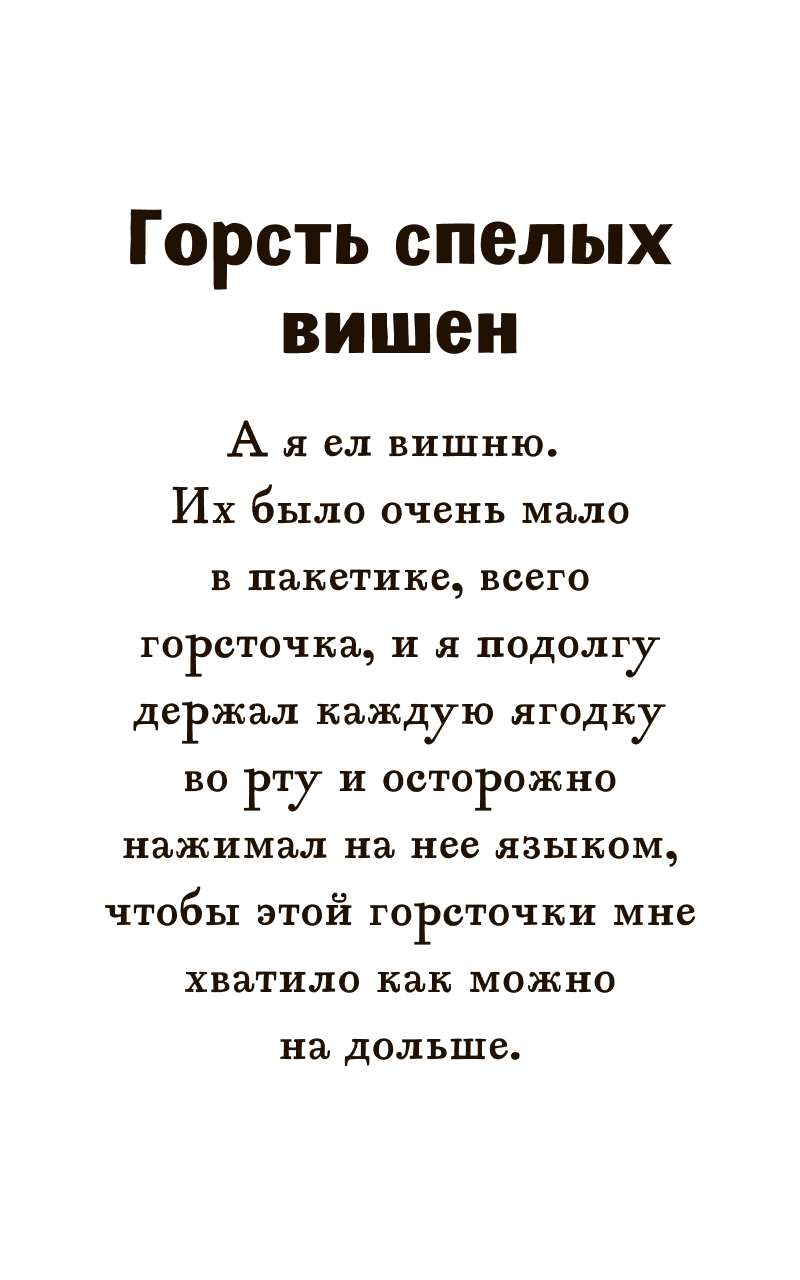 Горсть спелых
вишен
А я ел вишню.
Их было очень мало
в пакетике, всего
горсточка, и я подолгу
держал каждую ягодку
во рту и осторожно
нажимал на нее языком,
чтобы этой горсточки мне
хватило как можно
на дольше.